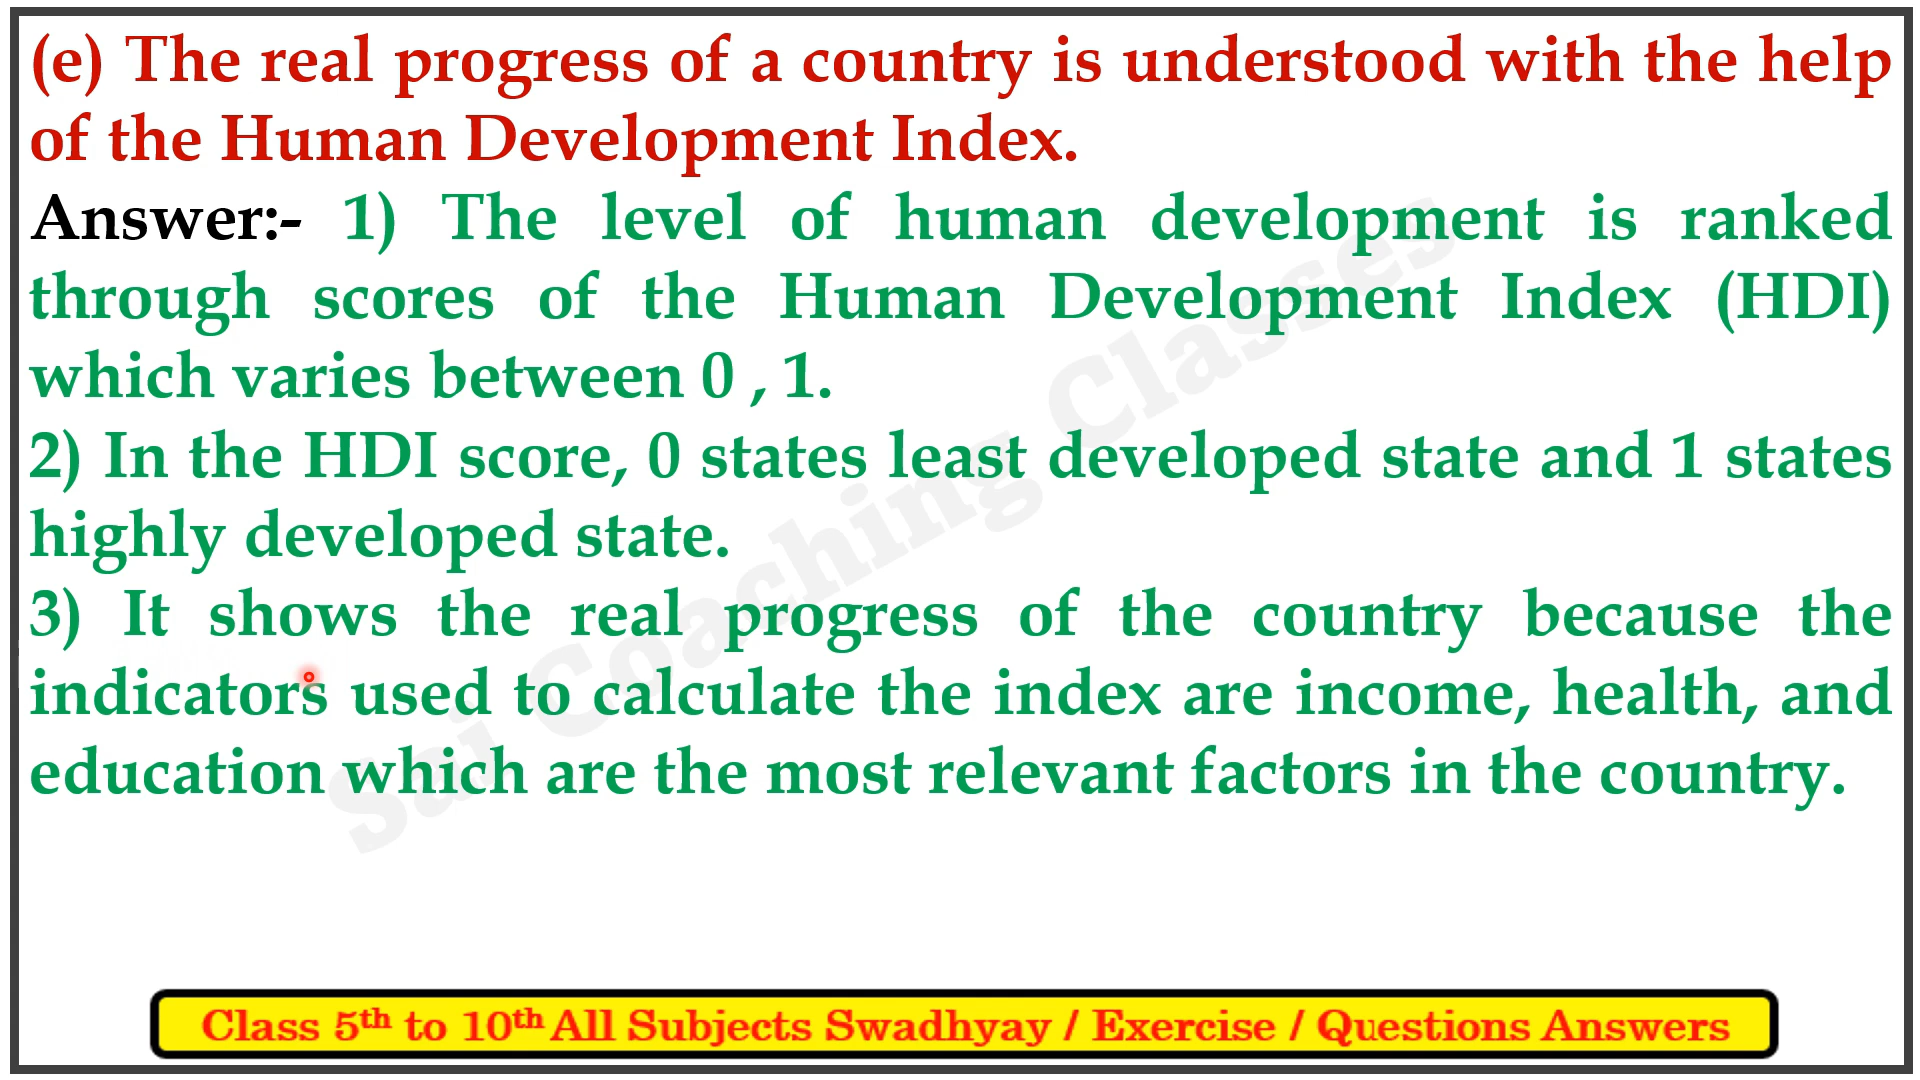 (e) The real progress of a country is understood with the help
of the Human Development Index.
Answer:- 1) The level of human development is ranked
through scores of the Human Development Index (HDI)
which varies between 0 , 1.
2) In the HDI score, 0 states least developed state and 1 states
highly developed state.
3) It shows the real progress of the country because the
indicators used to calculate the index are income, health, and
education which are the most relevant factors in the country.
Sai Coaching Classes
Class 5th to 10th All Subjects Swadhyay / Exercise / Questions Answers